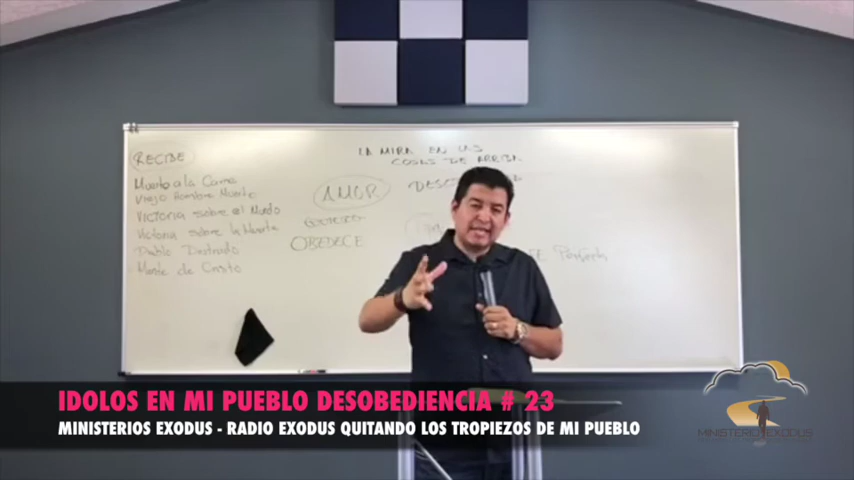 LA MIRA EN LAS
COSAS DE ARRIBA
RECIBE
Muerto a la Carne
Viejo Hombre Muerto
Victoria sobre el Mundo
Victoria sobre la Muerte
Diablo Destruido
Mente de Cristo
AMOR
OBEDECE
IDOLOS EN MI PUEBLO DESOBEDIENCIA # 23
MINISTERIOS EXODUS - RADIO EXODUS QUITANDO LOS TROPIEZOS DE MI PUEBLO
MINISTERIO EXODUS